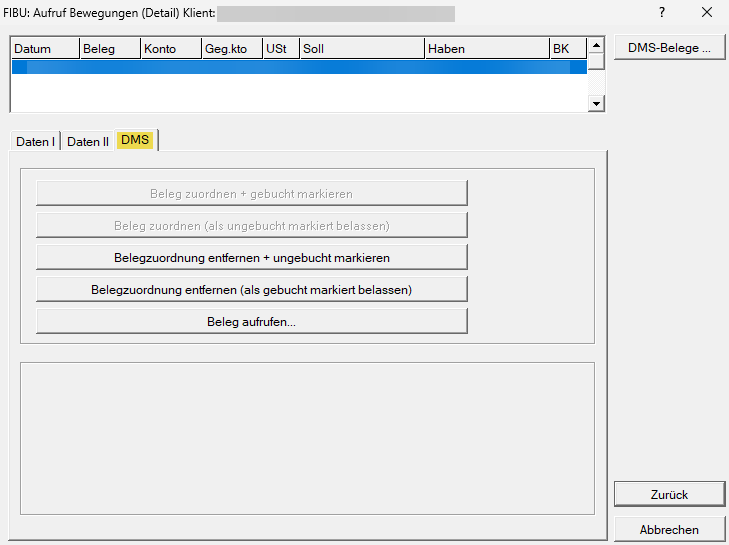 FIBU: Aufruf Bewegungen (Detail) Klient:
?
Datum Beleg Konto Geg.kto USt Soll Haben BK
DMS-Belege ...
Daten I Daten II DMS
Beleg zuordnen + gebucht markieren
Beleg zuordnen (als ungebucht markiert belassen)
Belegzuordnung entfernen + ungebucht markieren
Belegzuordnung entfernen (als gebucht markiert belassen)
Beleg aufrufen...
Zurück
Abbrechen